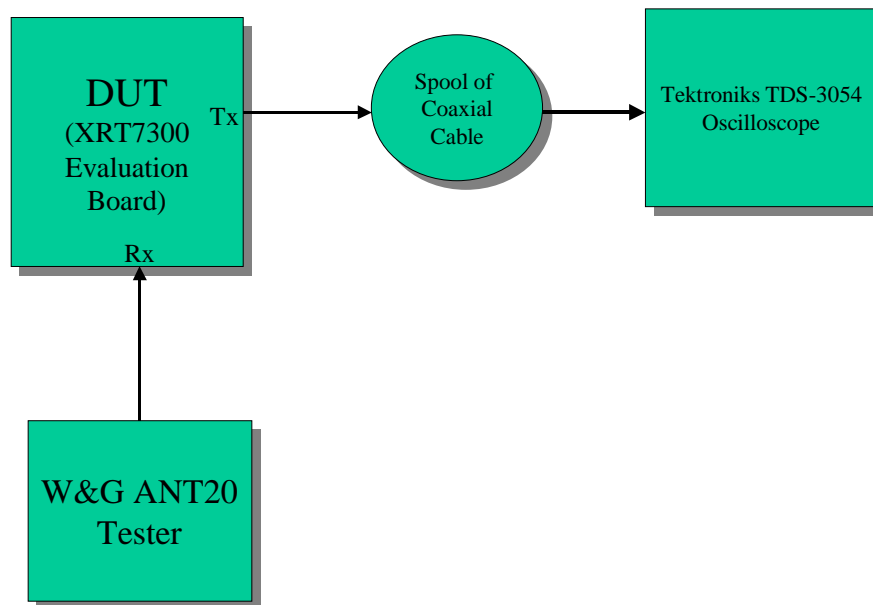 DUT
(XRT7300
Evaluation
Board)
Tx
Rx
Spool of
Coaxial
Cable
Tektroniks TDS-3054
Oscilloscope
W&G ANT20
Tester